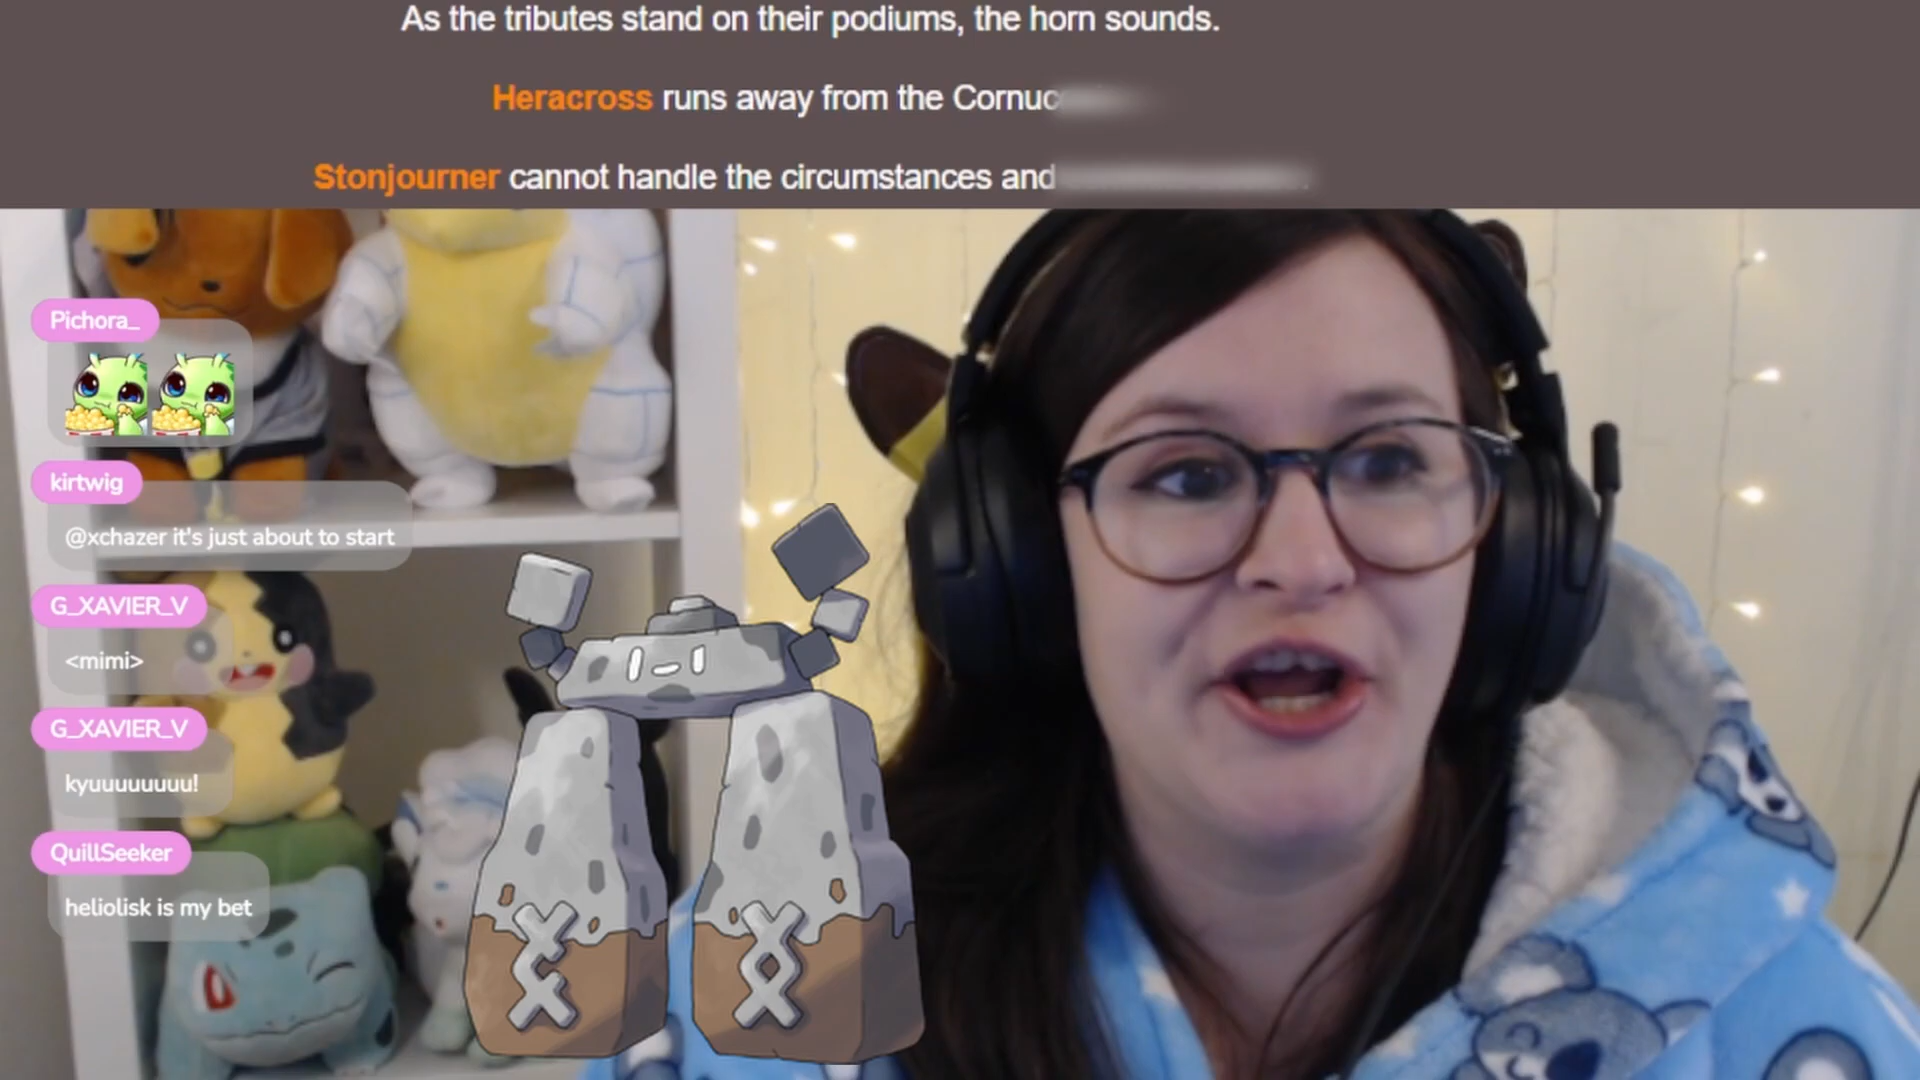 As the tributes stand on their podiums, the horn sounds.
Heracross runs away from the
Stonjourner cannot handle the circumstances and
Pichora_
kirtwig
@xchazer it's just about to start
G_XAVIER_V
<mimi>
G_XAVIER_V
kyuuuuuuuu!
QuillSeeker
heliolisk is my bet